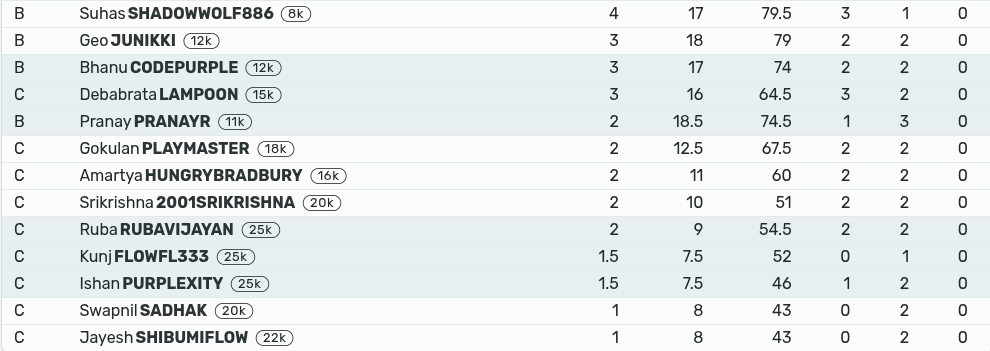 B Suhas SHADOWWOLF886 8k 4 17 79.5 3 1 0
B Geo JUNIKKI 12k 3 18 79 2 2 0
B Bhanu CODEPURPLE 12k 3 17 74 2 2 0
C Debabrata LAMPOON 15k 3 16 64.5 3 2 0
B Pranay PRANAYR 11k 2 18.5 74.5 1 3 0
C Gokulan PLAYMASTER 18k 2 12.5 67.5 2 2 0
C Amartya HUNGRYBRADBURY 16k 2 11 60 2 2 0
C Srikrishna 2001SRIKRISHNA 20k 2 10 51 2 2 0
C Ruba RUBAVIJAYAN 25k 2 9 54.5 2 2 0
C Kunj FLOWFL333 25k 1.5 7.5 52 0 1 0
C Ishan PURPLEXITY 25k 1.5 7.5 46 1 2 0
C Swapnil SADHAK 20k 1 8 43 0 2 0
C Jayesh SHIBUMIFLOW 22k 1 8 43 0 2 0